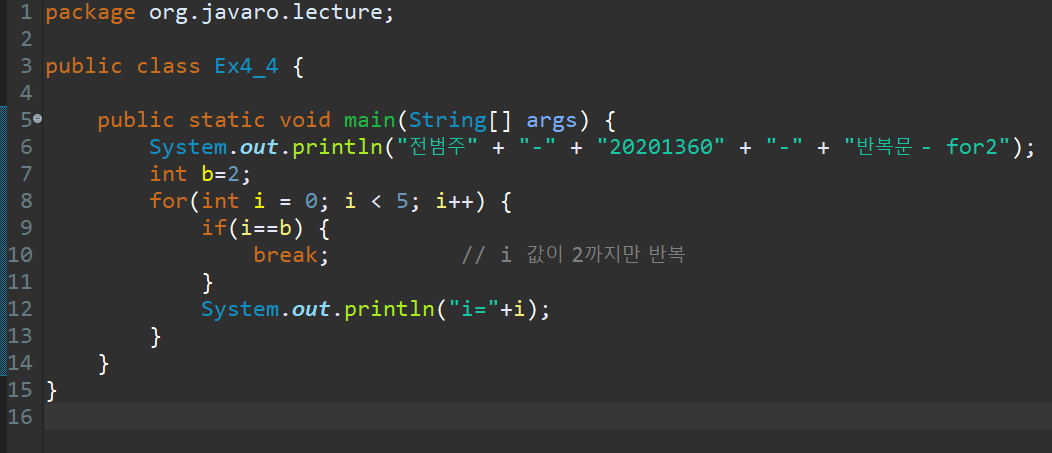 1 package org.javaro.lecture;
2
3 public class Ex4_4 {
4
5     public static void main(String[] args) {
6         System.out.println("전범주" + "-" + "20201360" + "-" + "반복문 - for2");
7         int b=2;
8         for(int i = 0; i < 5; i++) {
9             if(i==b) {
10                 break;          // i 값이 2까지만 반복
11             }
12             System.out.println("i="+i);
13         }
14     }
15 }
16